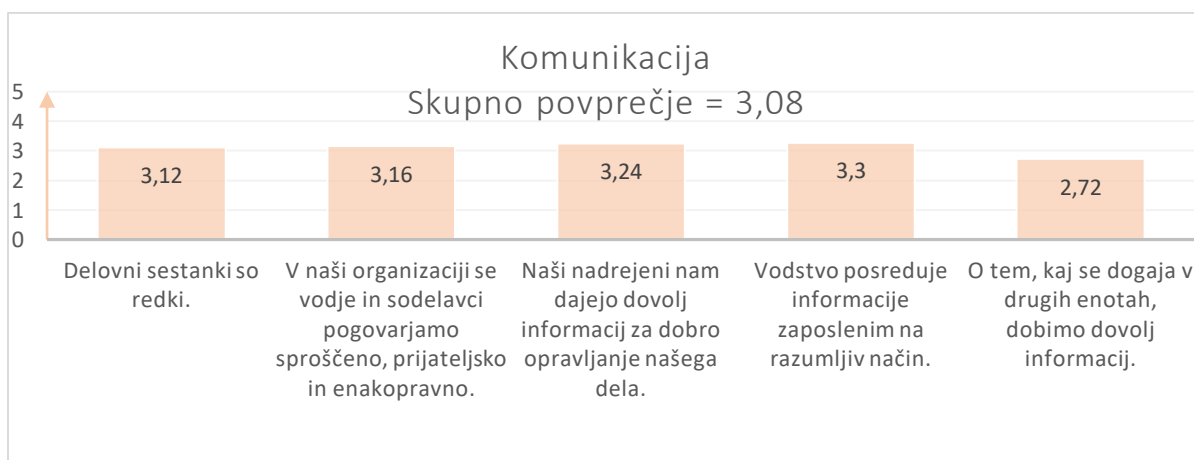 Komunikacija
Skupno povprečje = 3,08
5
4
3
2
1
0
3,12
3,16
3,24
3,3
2,72
Delovni sestanki so
redki.
V naši organizaciji se
vodje in sodelavci
pogovarjamo
sproščeno, prijateljsko
in enakopravno.
Naši nadrejeni nam
dajejo dovolj
informacij za dobro
opravljanje našega
dela.
Vodstvo posreduje
informacije
zaposlenim na
razumljiv način.
O tem, kaj se dogaja v
drugih enotah,
dobimo dovolj
informacij.